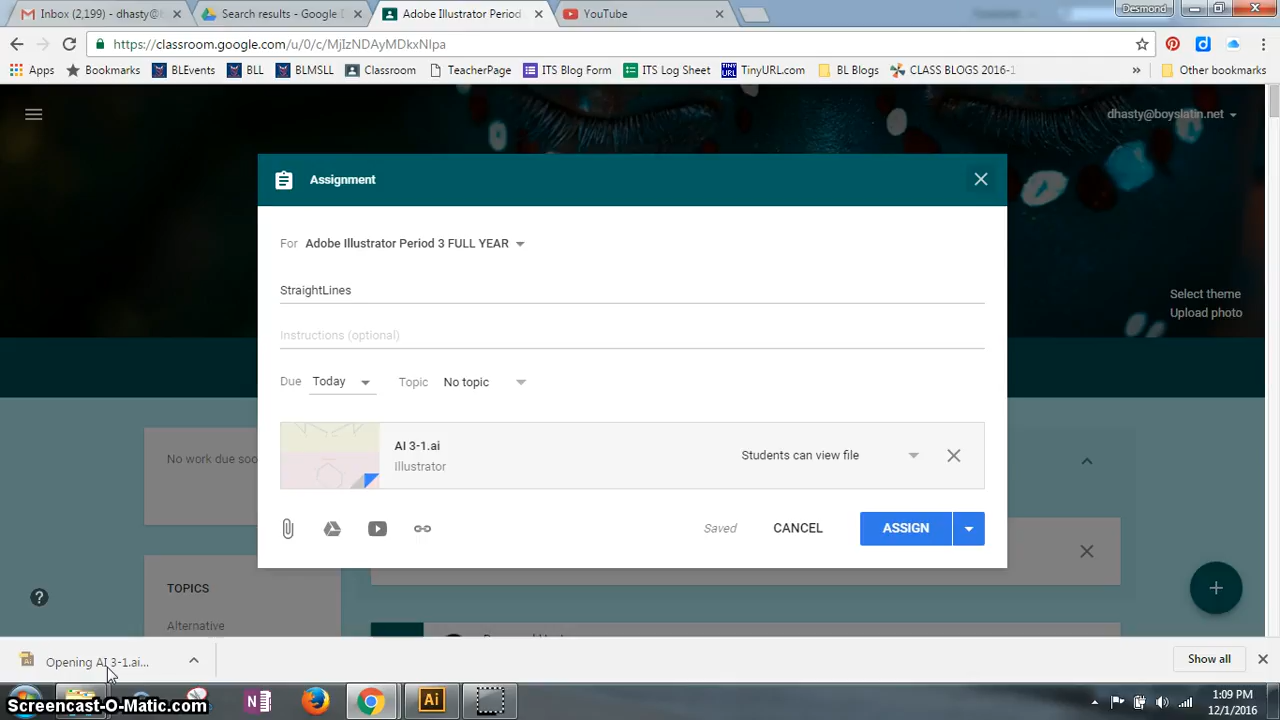 Inbox (2,199) - dhasty@b
Search results - Google D
Adobe Illustrator Period
YouTube
Desmond
https://classroom.google.com/u/0/c/MjIzNDAyMDkxNIpa
Apps
Bookmarks
BLEvents
BLL
BLMSLL
Classroom
TeacherPage
ITS Blog Form
ITS Log Sheet
TinyURL.com
BL Blogs
CLASS BLOGS 2016-1
Other bookmarks
dhasty@boyslatin.net
Assignment
For Adobe Illustrator Period 3 FULL YEAR
StraightLines
Instructions (optional)
Select theme
Upload photo
Due Today Topic No topic
AI 3-1.ai
Illustrator
Students can view file
No work due soo
Saved CANCEL ASSIGN
TOPICS
Alternative
Opening AI 3-1.ai...
Show all
Screencast-O-Matic.com
1:09 PM
12/1/2016